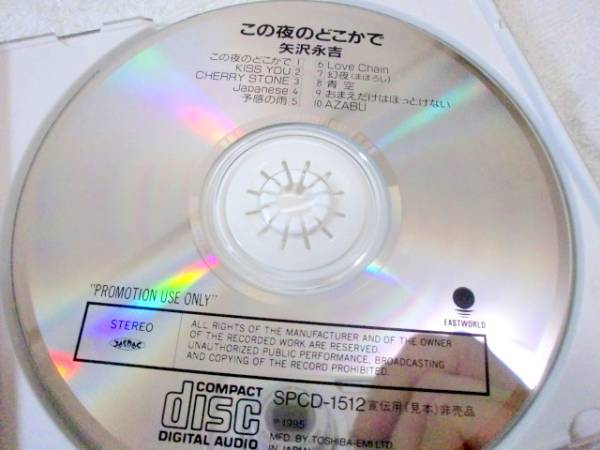 この夜のどこかで
矢沢永吉
この夜のどこかで 1
KISS YOU 2
CHERRY STONE 3
Japanese 4
予感の雨 5
6 Love Chain
7 幻夜(まぼろし)
8 青空
9 おまえだけはほっとけない
10 AZABU
"PROMOTION USE ONLY"
EASTWORLD
STEREO
JASRAC
ALL RIGHTS OF THE MANUFACTURER AND OF THE OWNER
OF THE RECORDED WORK ARE RESERVED.
UNAUTHORIZED PUBLIC PERFORMANCE, BROADCASTING
AND COPYING OF THE RECORD PROHIBITED.
COMPACT
disc
DIGITAL AUDIO
SPCD-1512 宣伝用(見本)非売品
℗1995
MFD. BY TOSHIBA-EMI LTD.
IN JAPAN